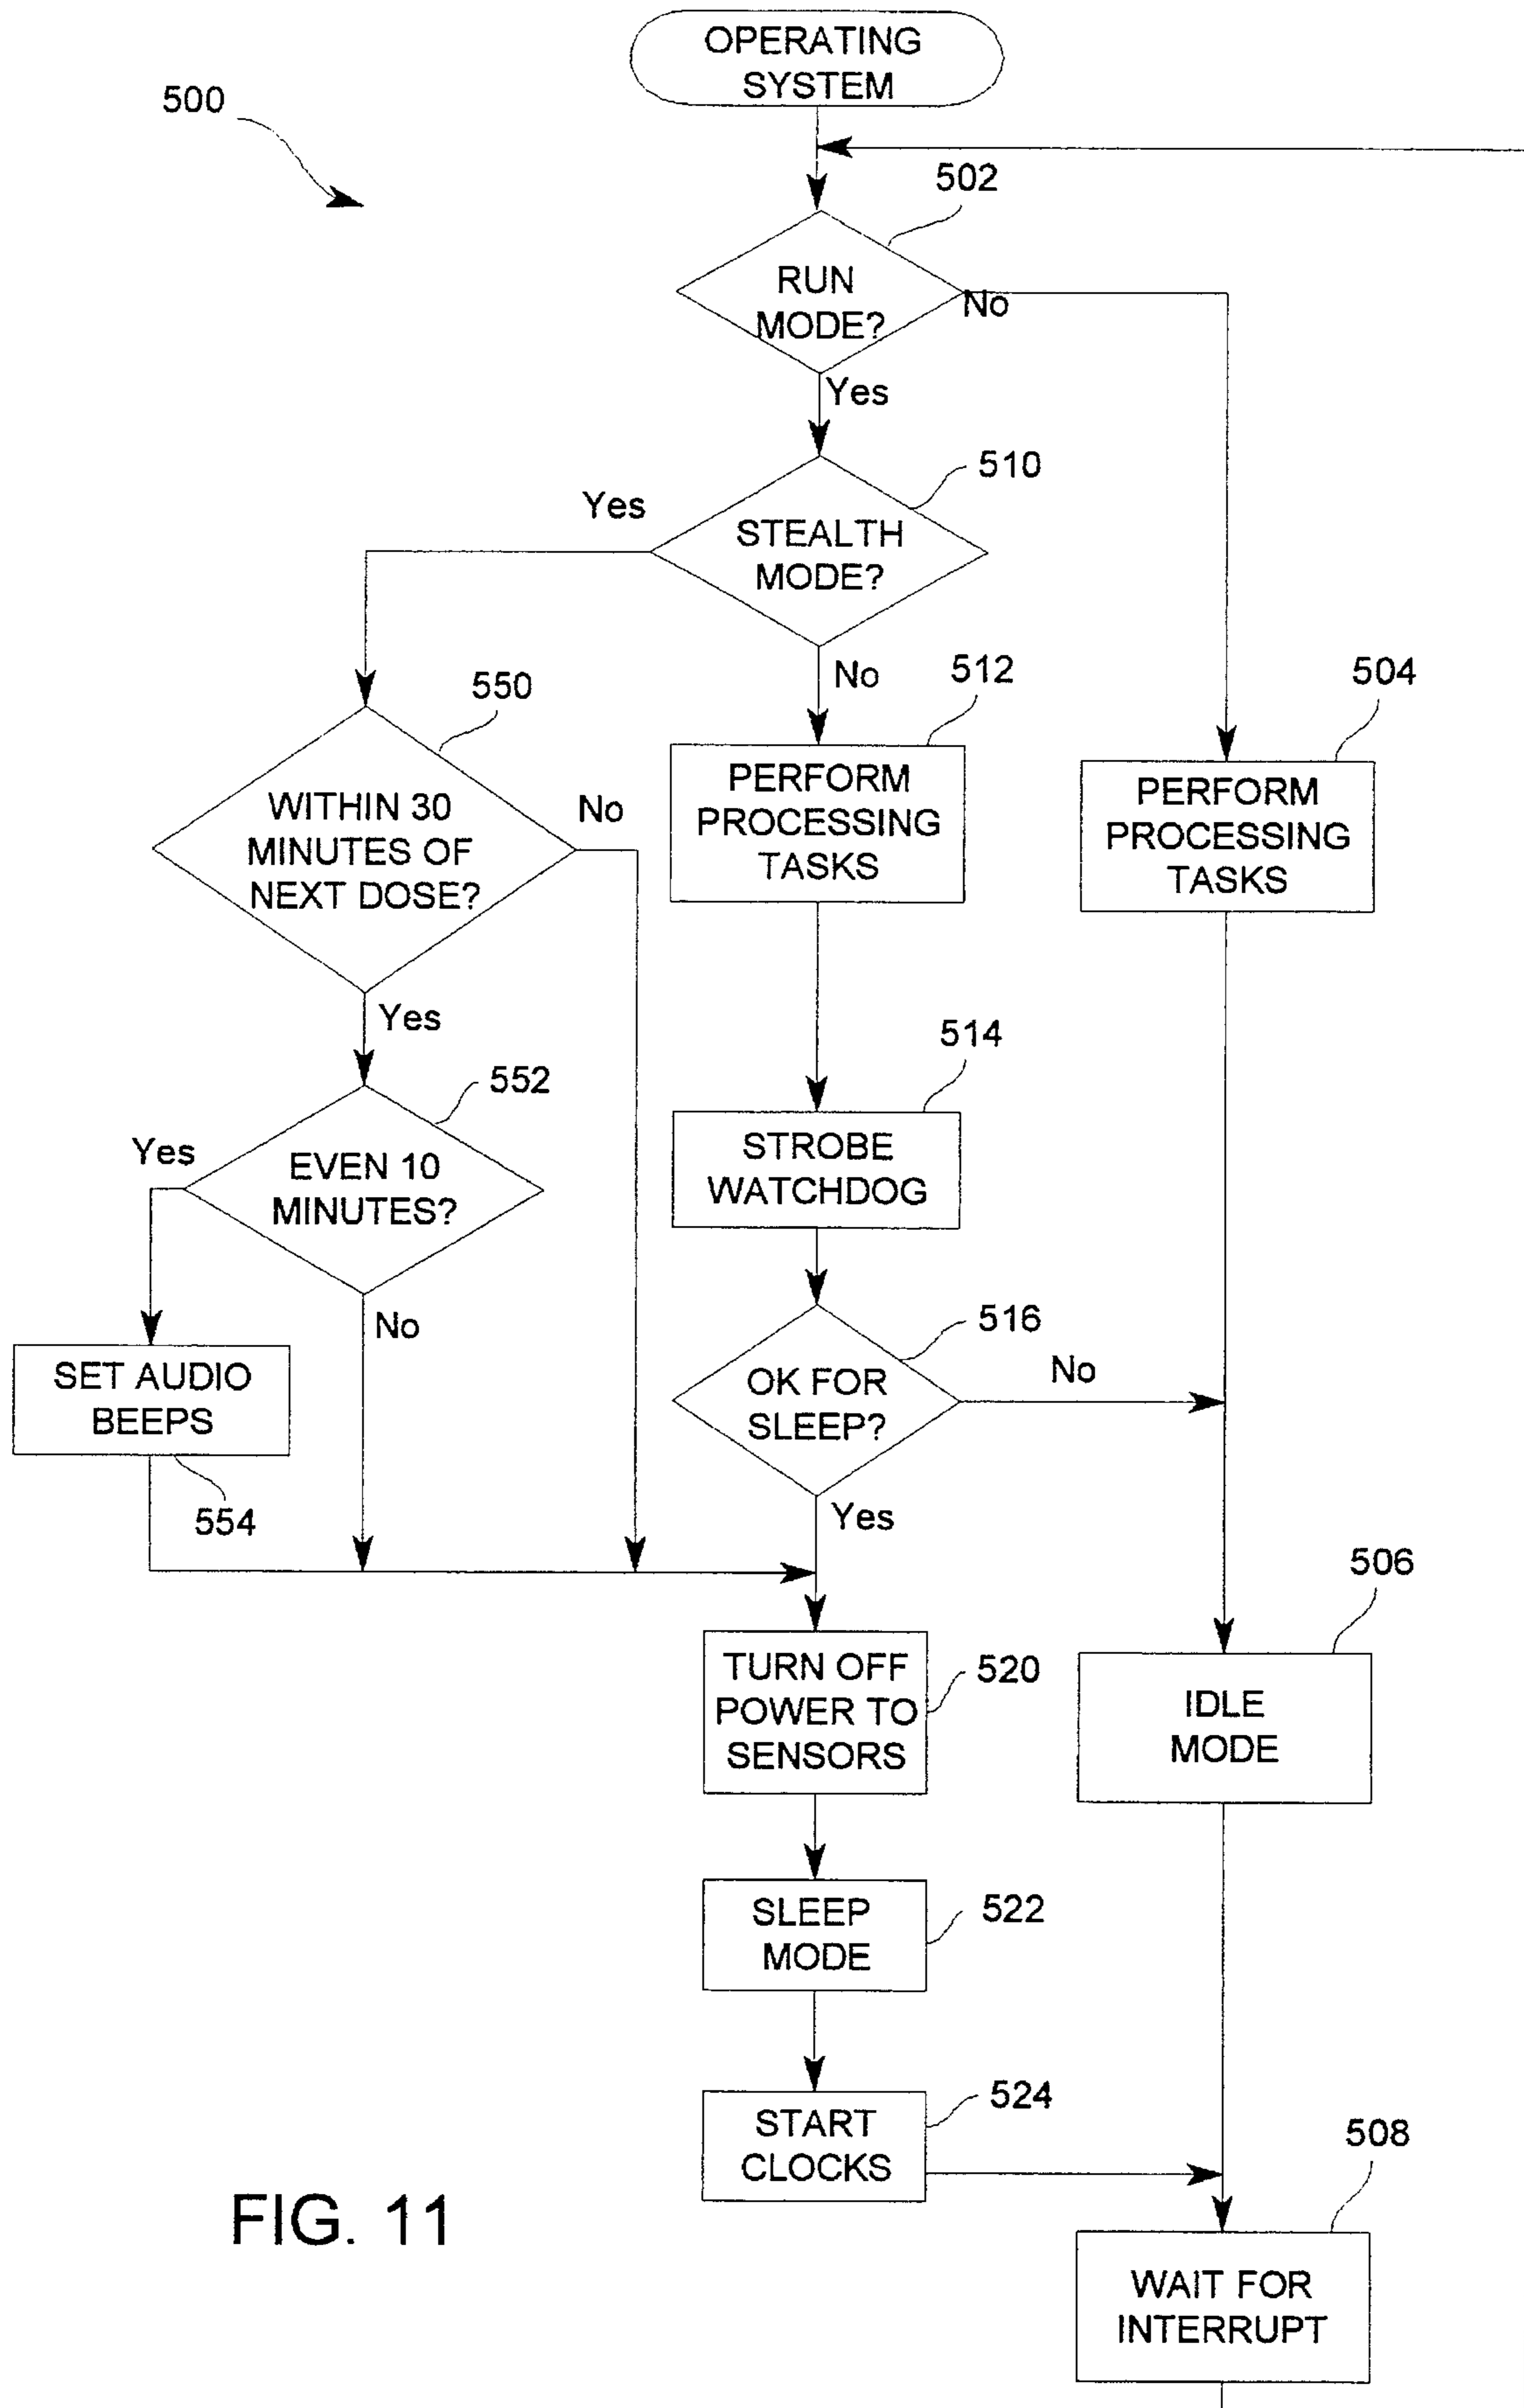 OPERATING
SYSTEM
500
502
RUN
MODE?
No
Yes
510
Yes
STEALTH
MODE?
No
512
504
550
PERFORM
PROCESSING
TASKS
PERFORM
PROCESSING
TASKS
WITHIN 30
MINUTES OF
NEXT DOSE?
No
Yes
514
552
Yes
EVEN 10
MINUTES?
STROBE
WATCHDOG
No
516
OK FOR
SLEEP?
No
SET AUDIO
BEEPS
554
Yes
506
TURN OFF
POWER TO
SENSORS
520
IDLE
MODE
SLEEP
MODE
522
START
CLOCKS
524
508
FIG. 11
WAIT FOR
INTERRUPT